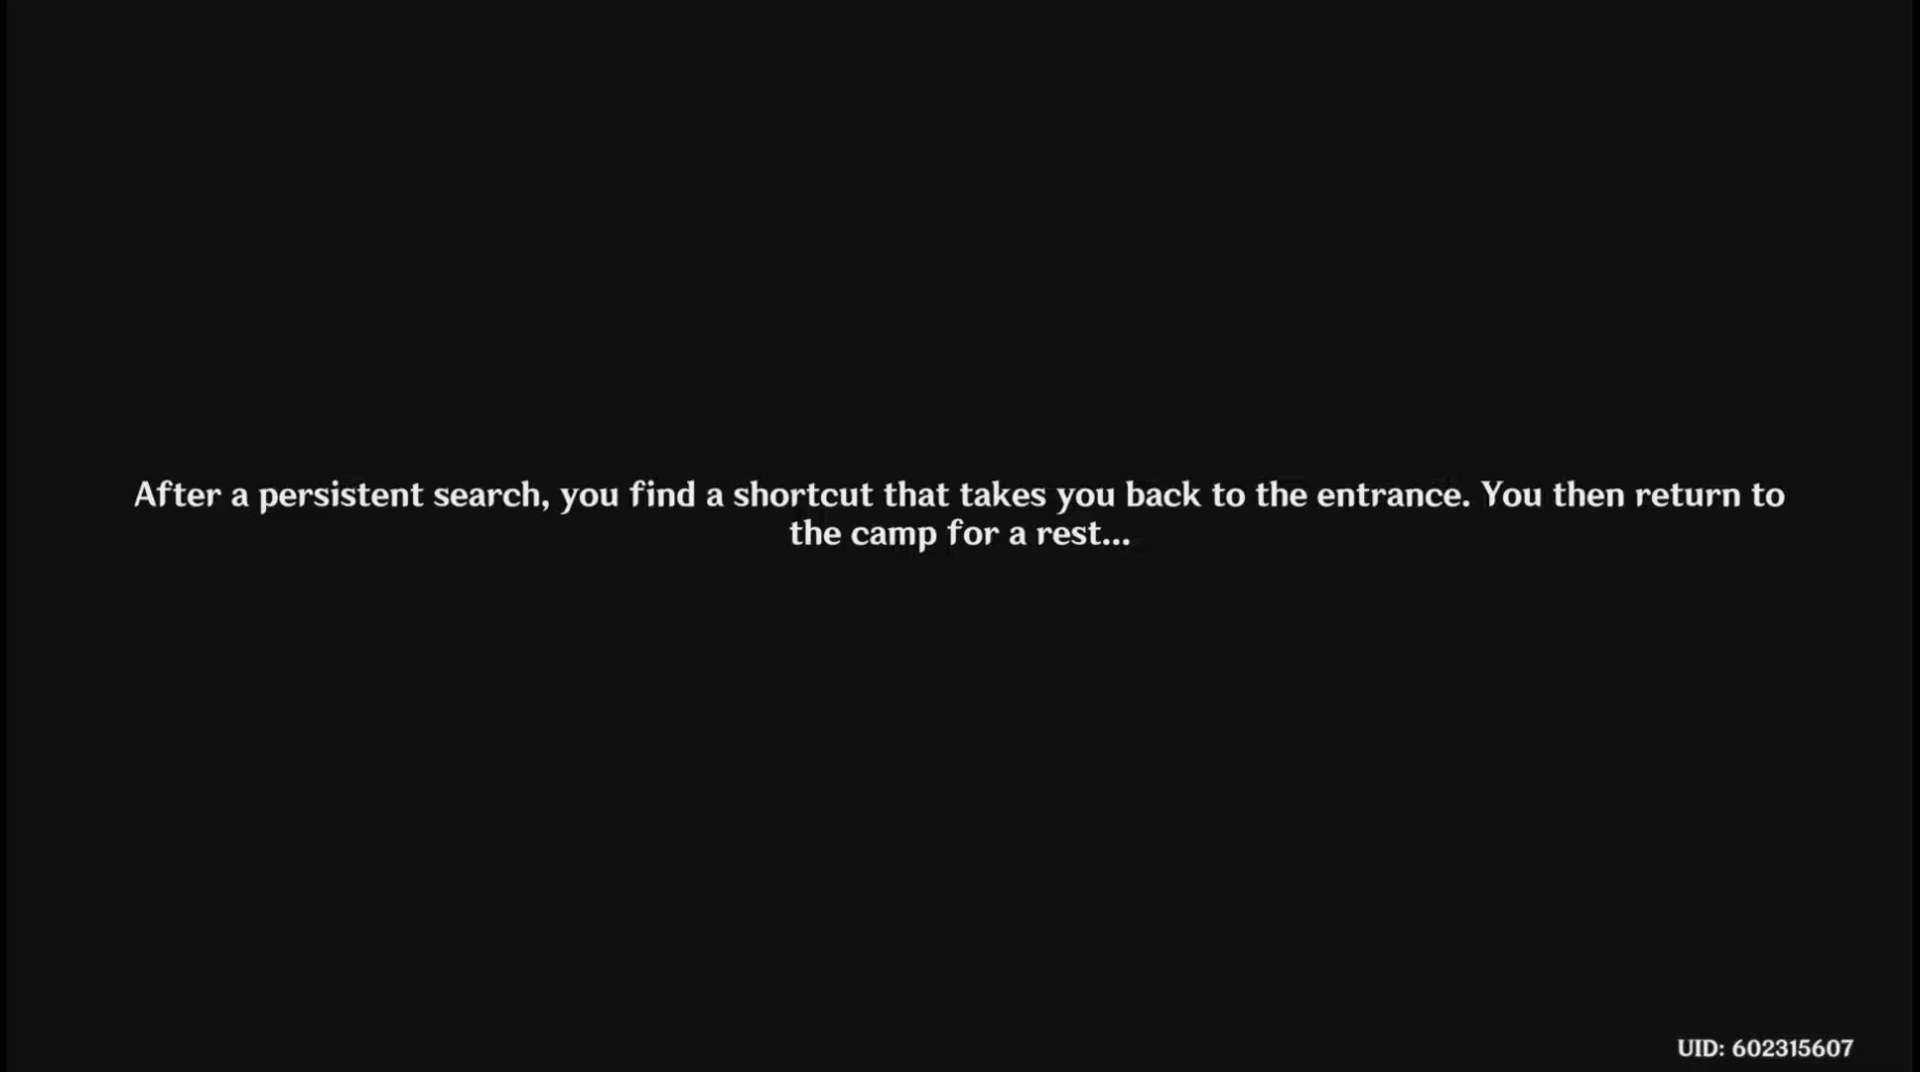 After a persistent search, you find a shortcut that takes you back to the entrance. You then return to
the camp for a rest...
UID: 602315607